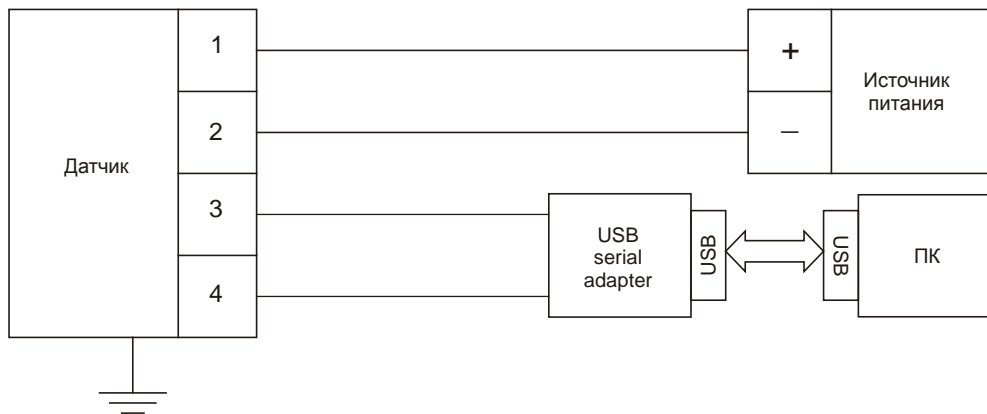 Датчик
1
2
3
4
+
–
Источник
питания
USB
serial
adapter
USB
USB
ПК